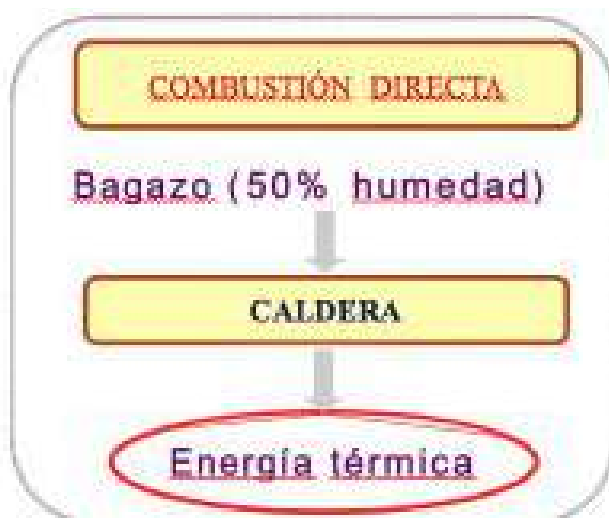 COMBUSTIÓN DIRECTA
Bagazo (50% humedad)
CALDERA
Energía térmica